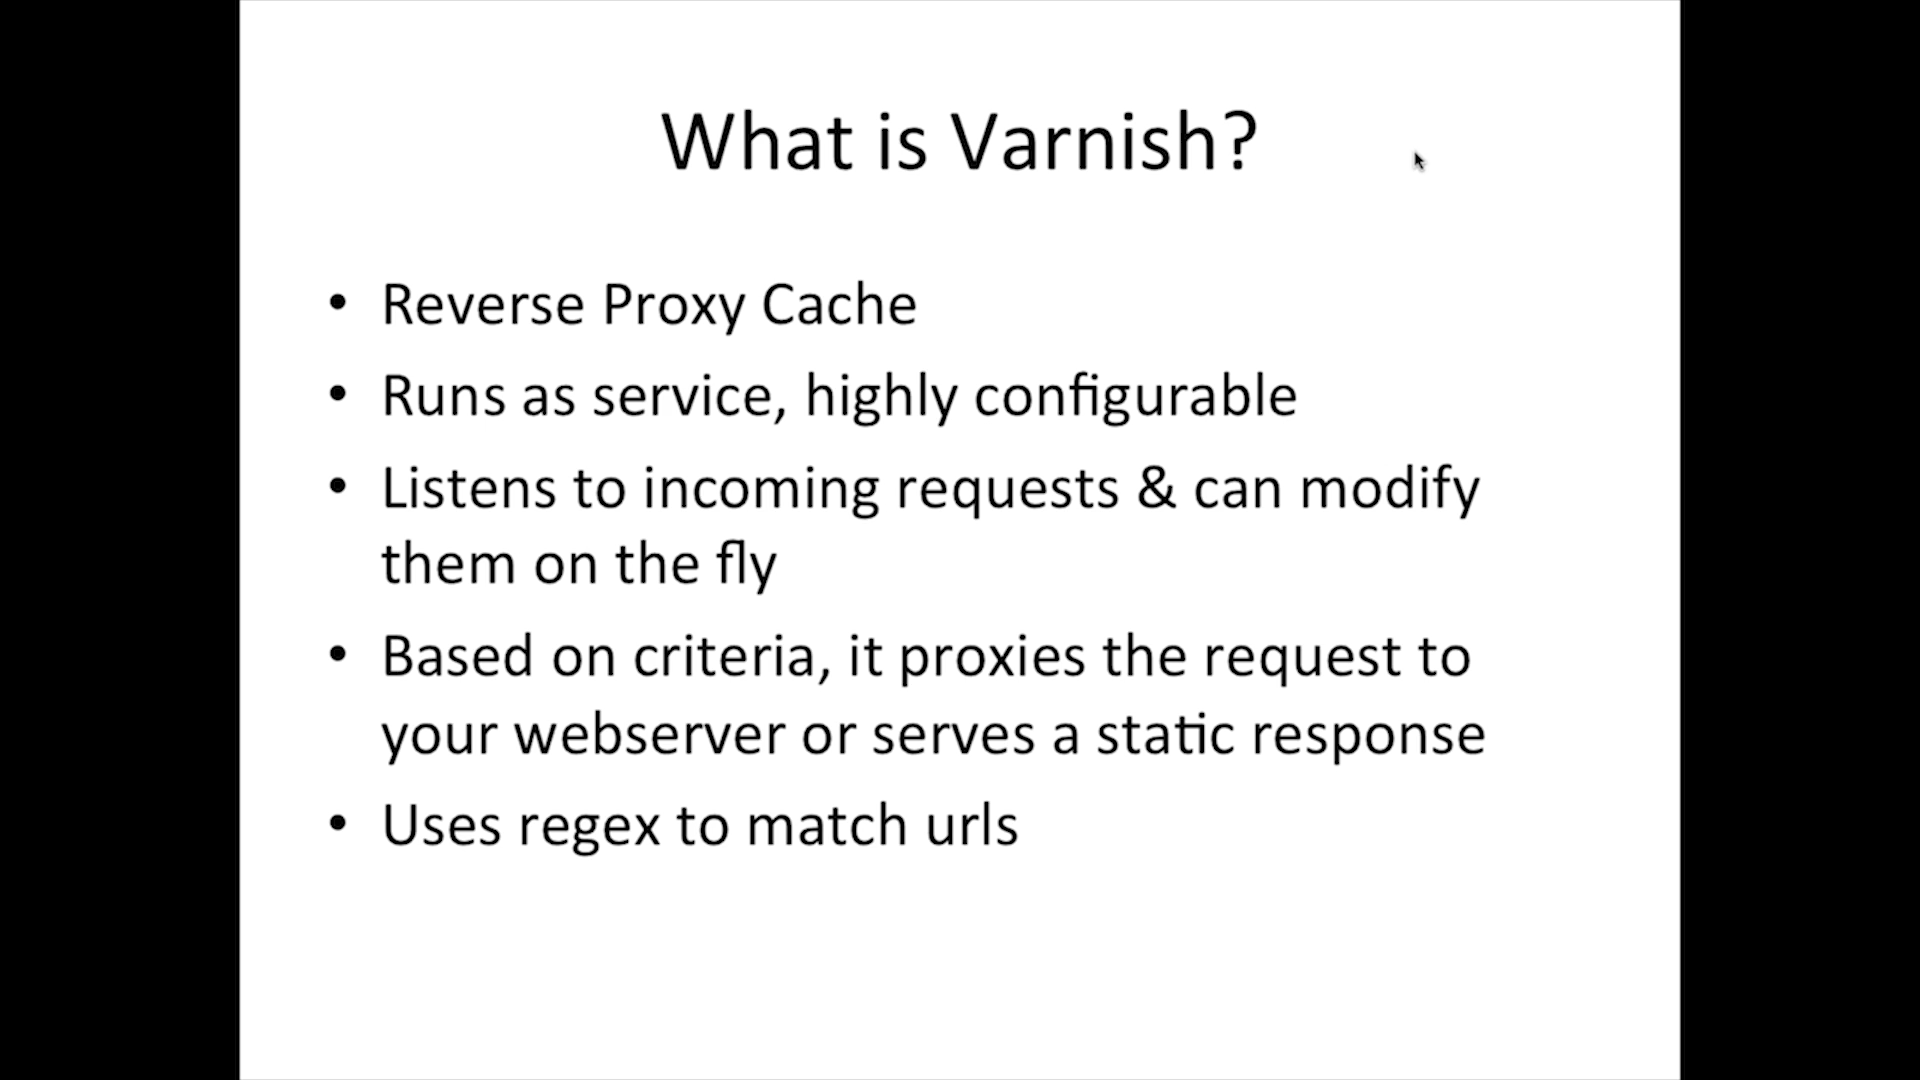 What is Varnish?
• Reverse Proxy Cache
• Runs as service, highly configurable
• Listens to incoming requests & can modify
them on the fly
• Based on criteria, it proxies the request to
your webserver or serves a static response
• Uses regex to match urls